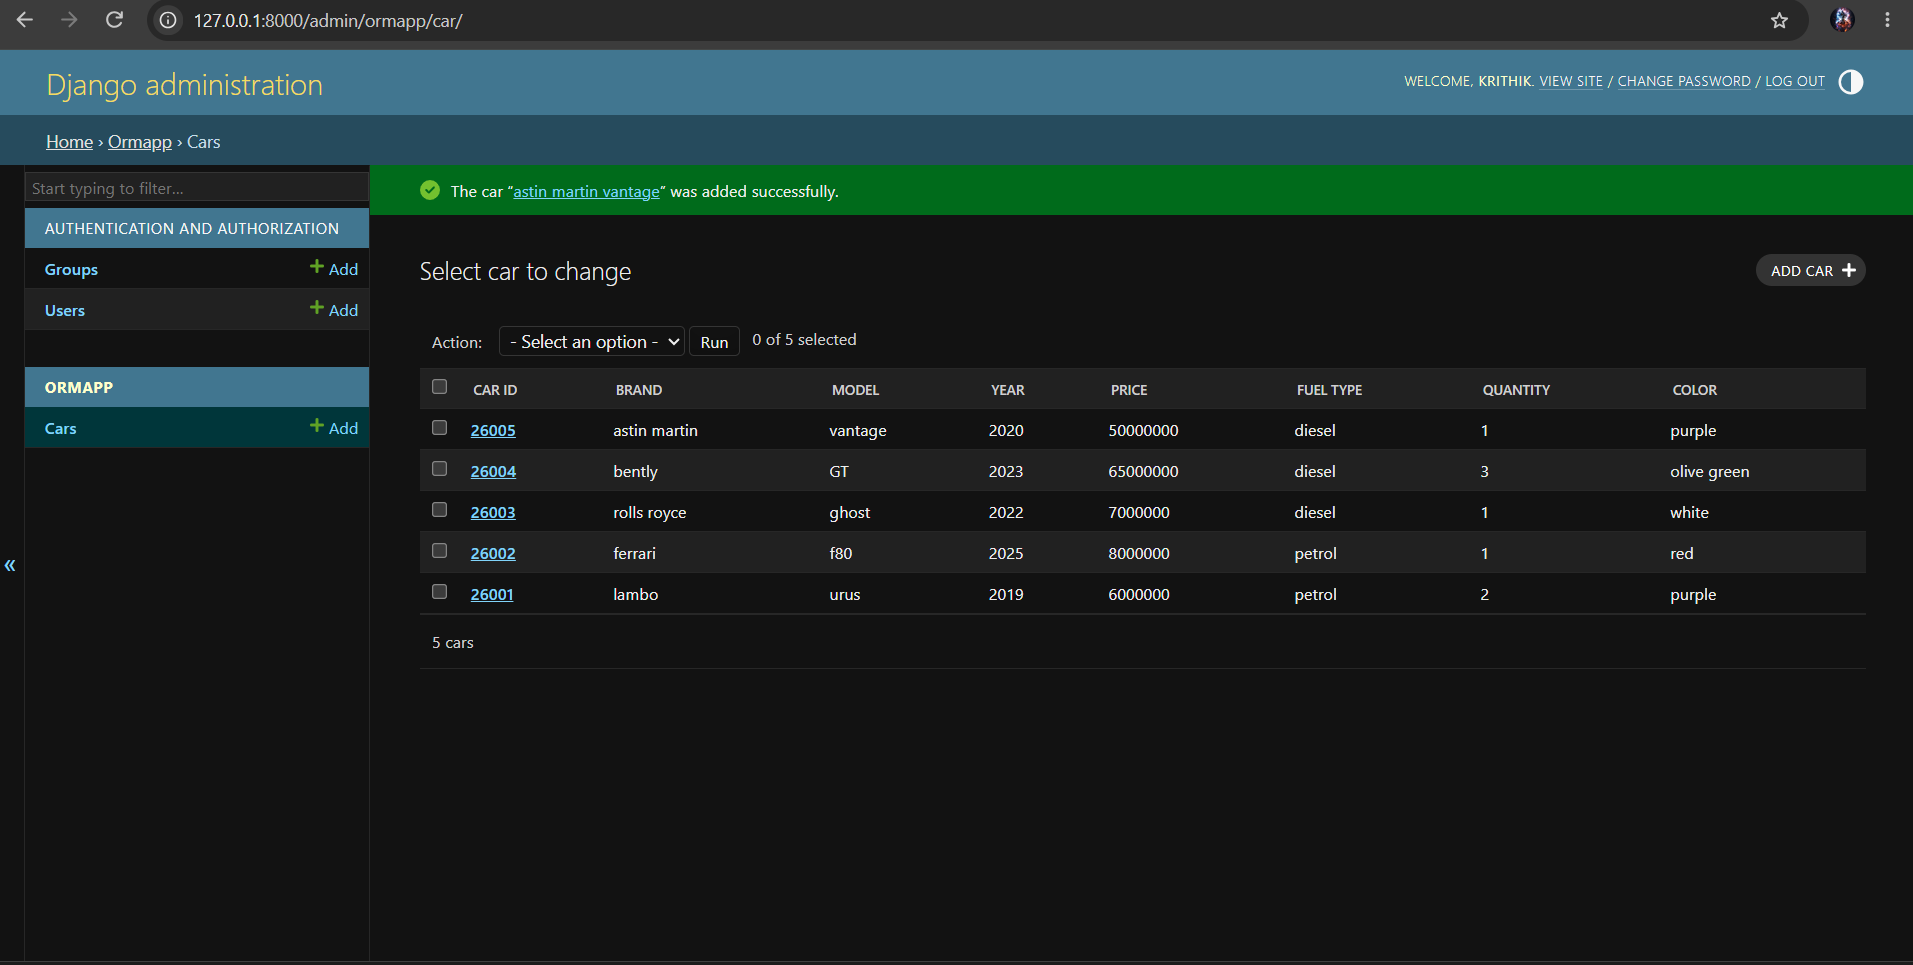 127.0.0.1:8000/admin/ormapp/car/
Django administration
WELCOME, KRITHIK. VIEW SITE / CHANGE PASSWORD / LOG OUT
Home › Ormapp › Cars
Start typing to filter...
The car “astin martin vantage” was added successfully.
AUTHENTICATION AND AUTHORIZATION
Groups + Add
Users + Add
ORMAPP
Cars + Add
Select car to change
ADD CAR +
Action: - Select an option - Run 0 of 5 selected
CAR ID BRAND MODEL YEAR PRICE FUEL TYPE QUANTITY COLOR
26005 astin martin vantage 2020 50000000 diesel 1 purple
26004 bently GT 2023 65000000 diesel 3 olive green
26003 rolls royce ghost 2022 7000000 diesel 1 white
26002 ferrari f80 2025 8000000 petrol 1 red
26001 lambo urus 2019 6000000 petrol 2 purple
5 cars
«